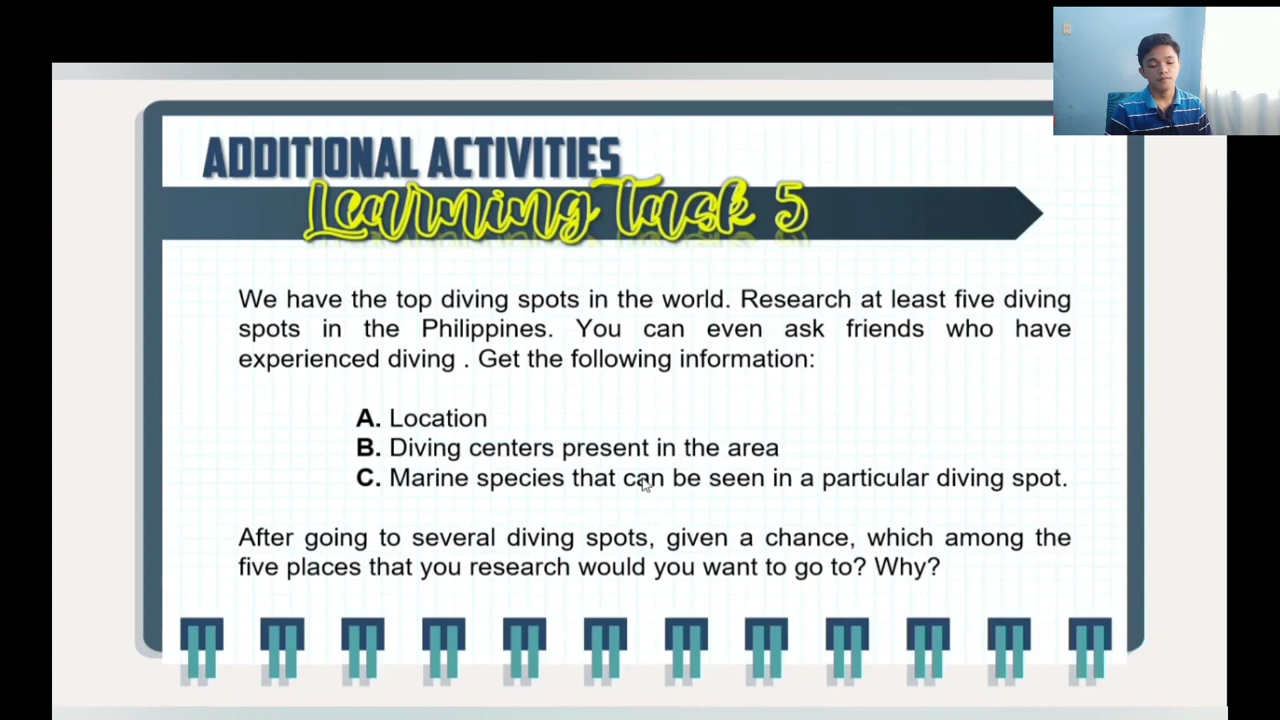 ADDITIONAL ACTIVITIES
Learning Task 5
We have the top diving spots in the world. Research at least five diving
spots in the Philippines. You can even ask friends who have
experienced diving . Get the following information:
A. Location
B. Diving centers present in the area
C. Marine species that can be seen in a particular diving spot.
After going to several diving spots, given a chance, which among the
five places that you research would you want to go to? Why?